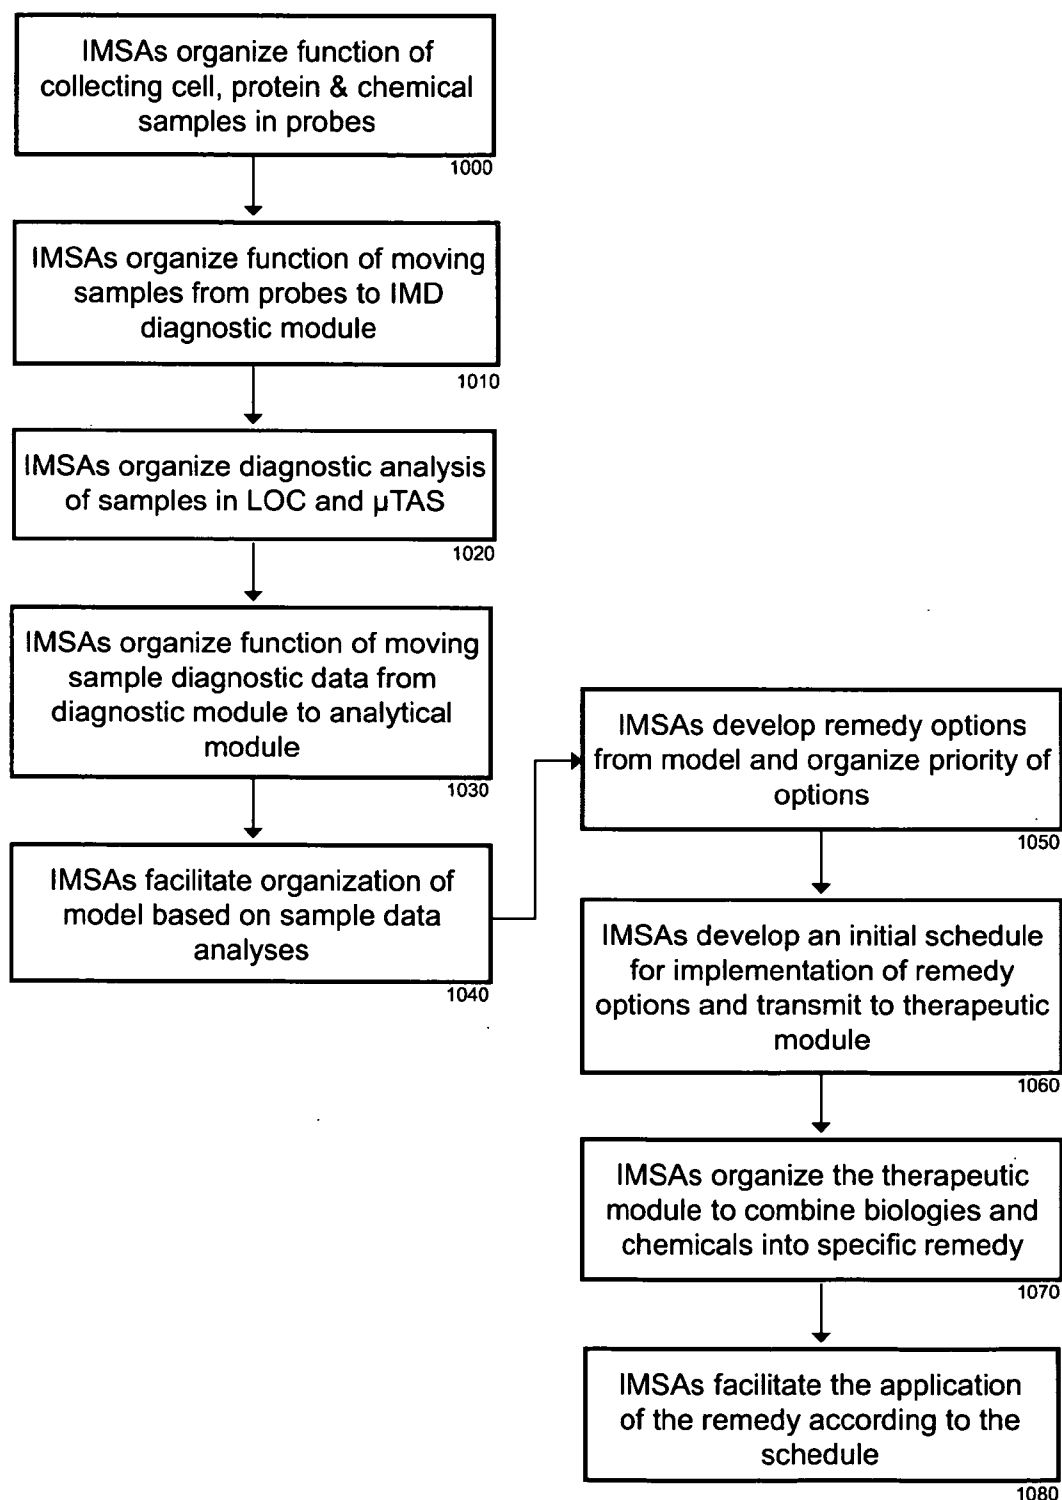 IMSAs organize function of
collecting cell, protein & chemical
samples in probes
1000
IMSAs organize function of moving
samples from probes to IMD
diagnostic module
1010
IMSAs organize diagnostic analysis
of samples in LOC and µTAS
1020
IMSAs organize function of moving
sample diagnostic data from
diagnostic module to analytical
module
1030
IMSAs facilitate organization of
model based on sample data
analyses
1040
IMSAs develop remedy options
from model and organize priority of
options
1050
IMSAs develop an initial schedule
for implementation of remedy
options and transmit to therapeutic
module
1060
IMSAs organize the therapeutic
module to combine biologies and
chemicals into specific remedy
1070
IMSAs facilitate the application
of the remedy according to the
schedule
1080